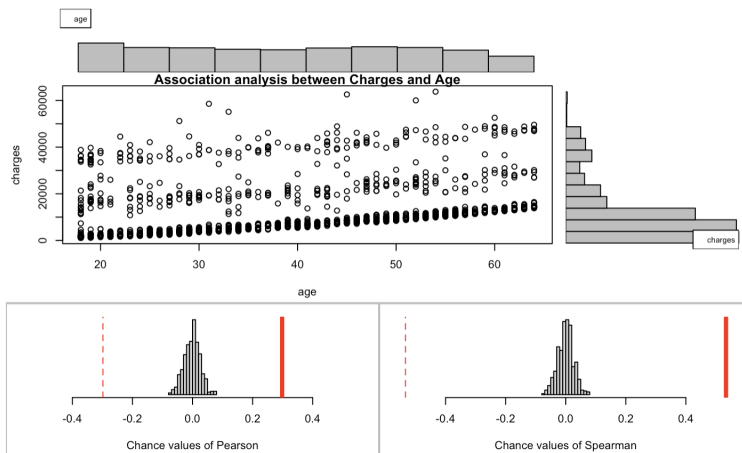 age
Association analysis between Charges and Age
60000
40000
20000
0
charges
20 30 40 50 60
age
charges
-0.4 -0.2 0.0 0.2 0.4
Chance values of Pearson
-0.4 -0.2 0.0 0.2 0.4
Chance values of Spearman